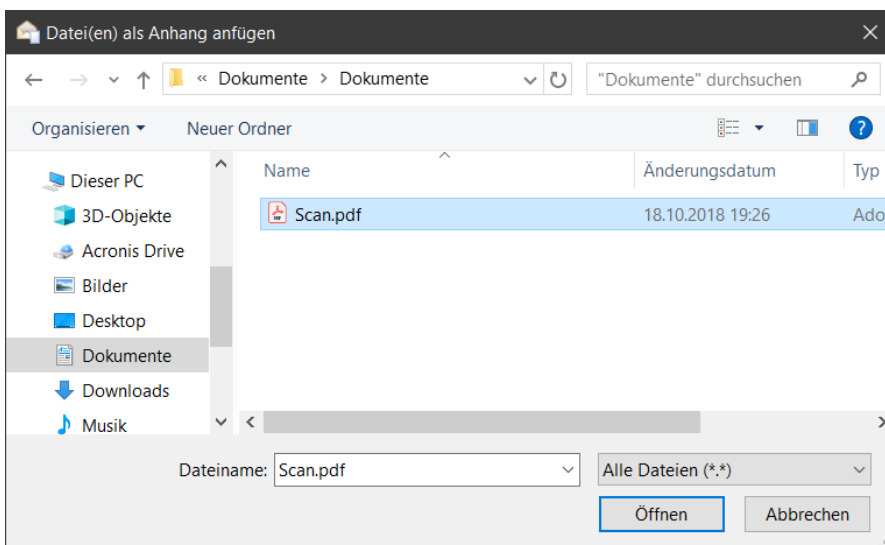 Datei(en) als Anhang anfügen
« Dokumente > Dokumente
"Dokumente" durchsuchen
Organisieren
Neuer Ordner
?
Name
Änderungsdatum
Typ
Dieser PC
3D-Objekte
Acronis Drive
Bilder
Desktop
Dokumente
Downloads
Musik
Scan.pdf
18.10.2018 19:26
Ado
Dateiname: Scan.pdf
Alle Dateien (*.*)
Öffnen
Abbrechen